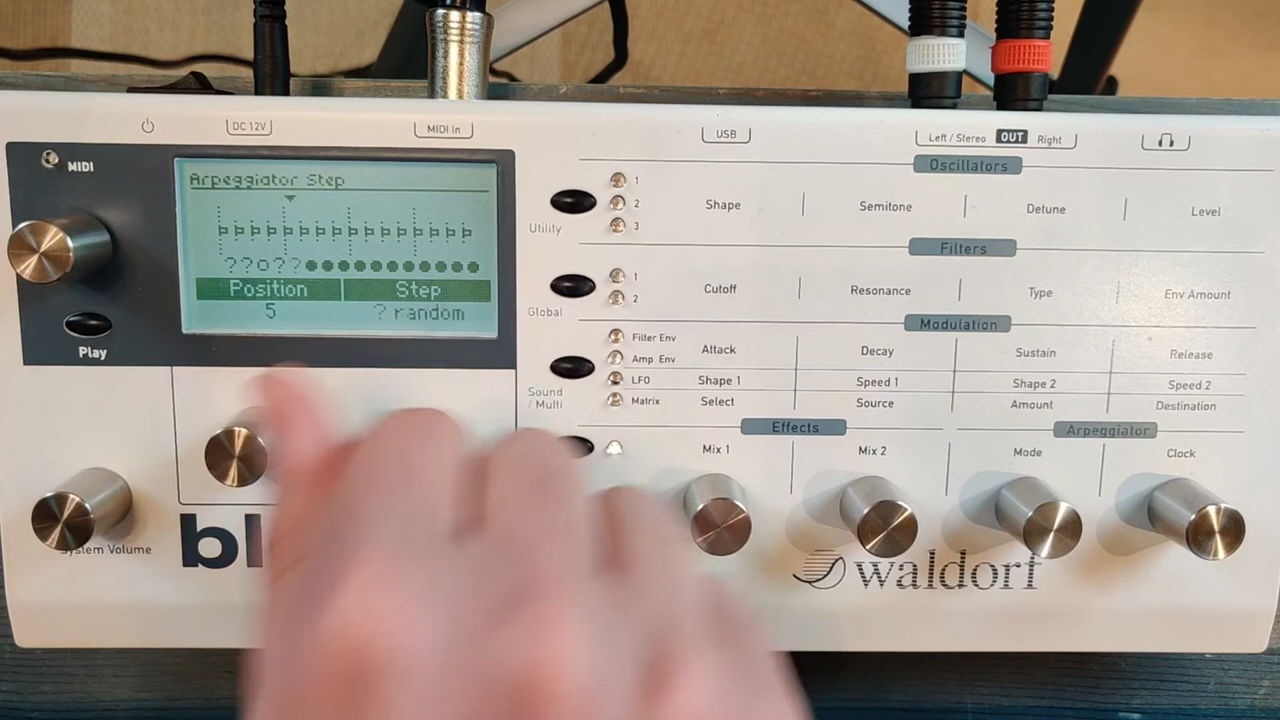 DC 12V
MIDI In
USB
Left / Stereo OUT Right
MIDI
Play
System Volume
Arpeggiator Step
??o??●●●●●●●●●●●
Position Step
5 ? random
Utility
Global
Sound
/ Multi
Oscillators
1
2
3
Shape Semitone Detune Level
Filters
1
2
Cutoff Resonance Type Env Amount
Modulation
Filter Env
Amp Env
LFO
Matrix
Attack Decay Sustain Release
Shape 1 Speed 1 Shape 2 Speed 2
Select Source Amount Destination
Effects Arpeggiator
Mix 1 Mix 2 Mode Clock
waldorf